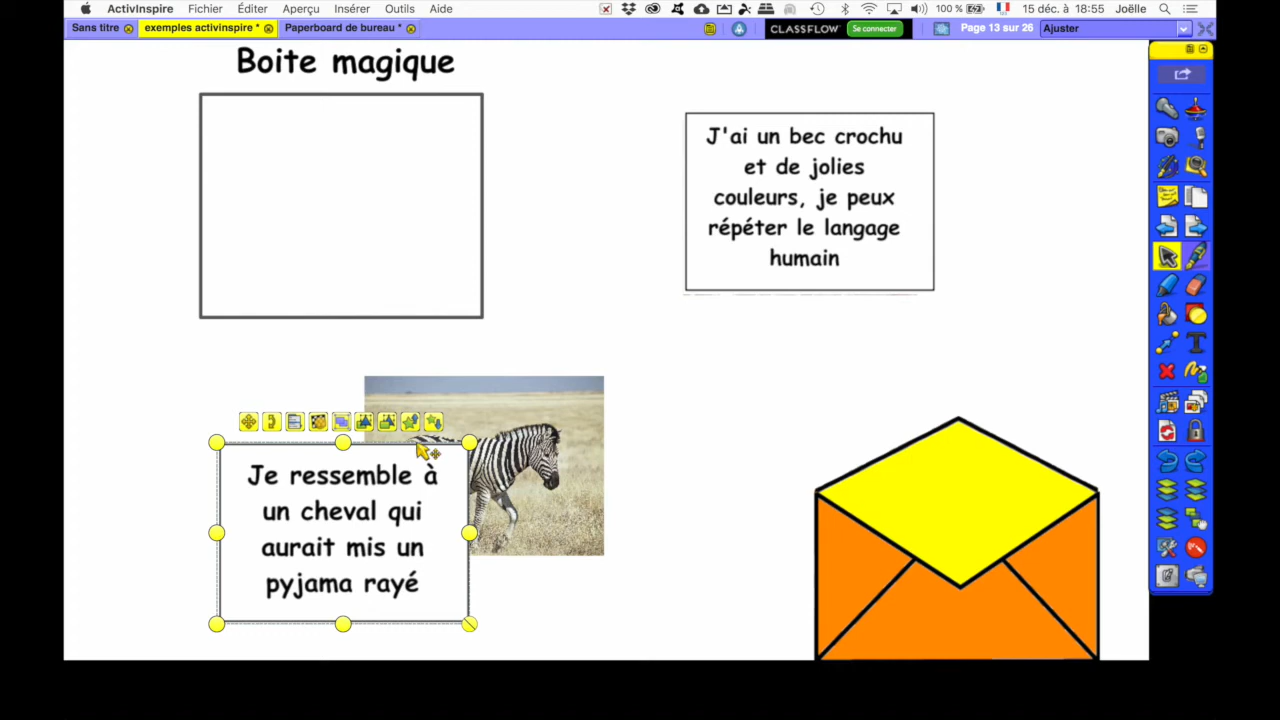 ActivInspire Fichier Éditer Aperçu Insérer Outils Aide 100 % 15 déc. à 18:55 Joëlle
Sans titre exemples activinspire * Paperboard de bureau * CLASSFLOW Se connecter Page 13 sur 26 Ajuster
Boite magique
J'ai un bec crochu
et de jolies
couleurs, je peux
répéter le langage
humain
Je ressemble à
un cheval qui
aurait mis un
pyjama rayé